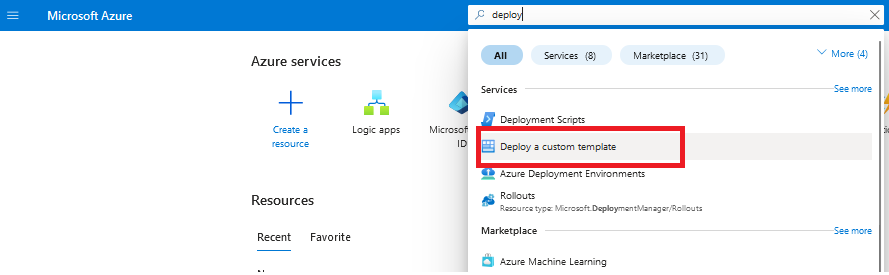 Microsoft Azure
deploy
All
Services (8)
Marketplace (31)
More (4)
Azure services
Services
See more
Create a
resource
Logic apps
Microsoft
ID
Deployment Scripts
Deploy a custom template
Azure Deployment Environments
Rollouts
Resource type: Microsoft.DeploymentManager/Rollouts
Resources
Marketplace
See more
Recent
Favorite
Azure Machine Learning